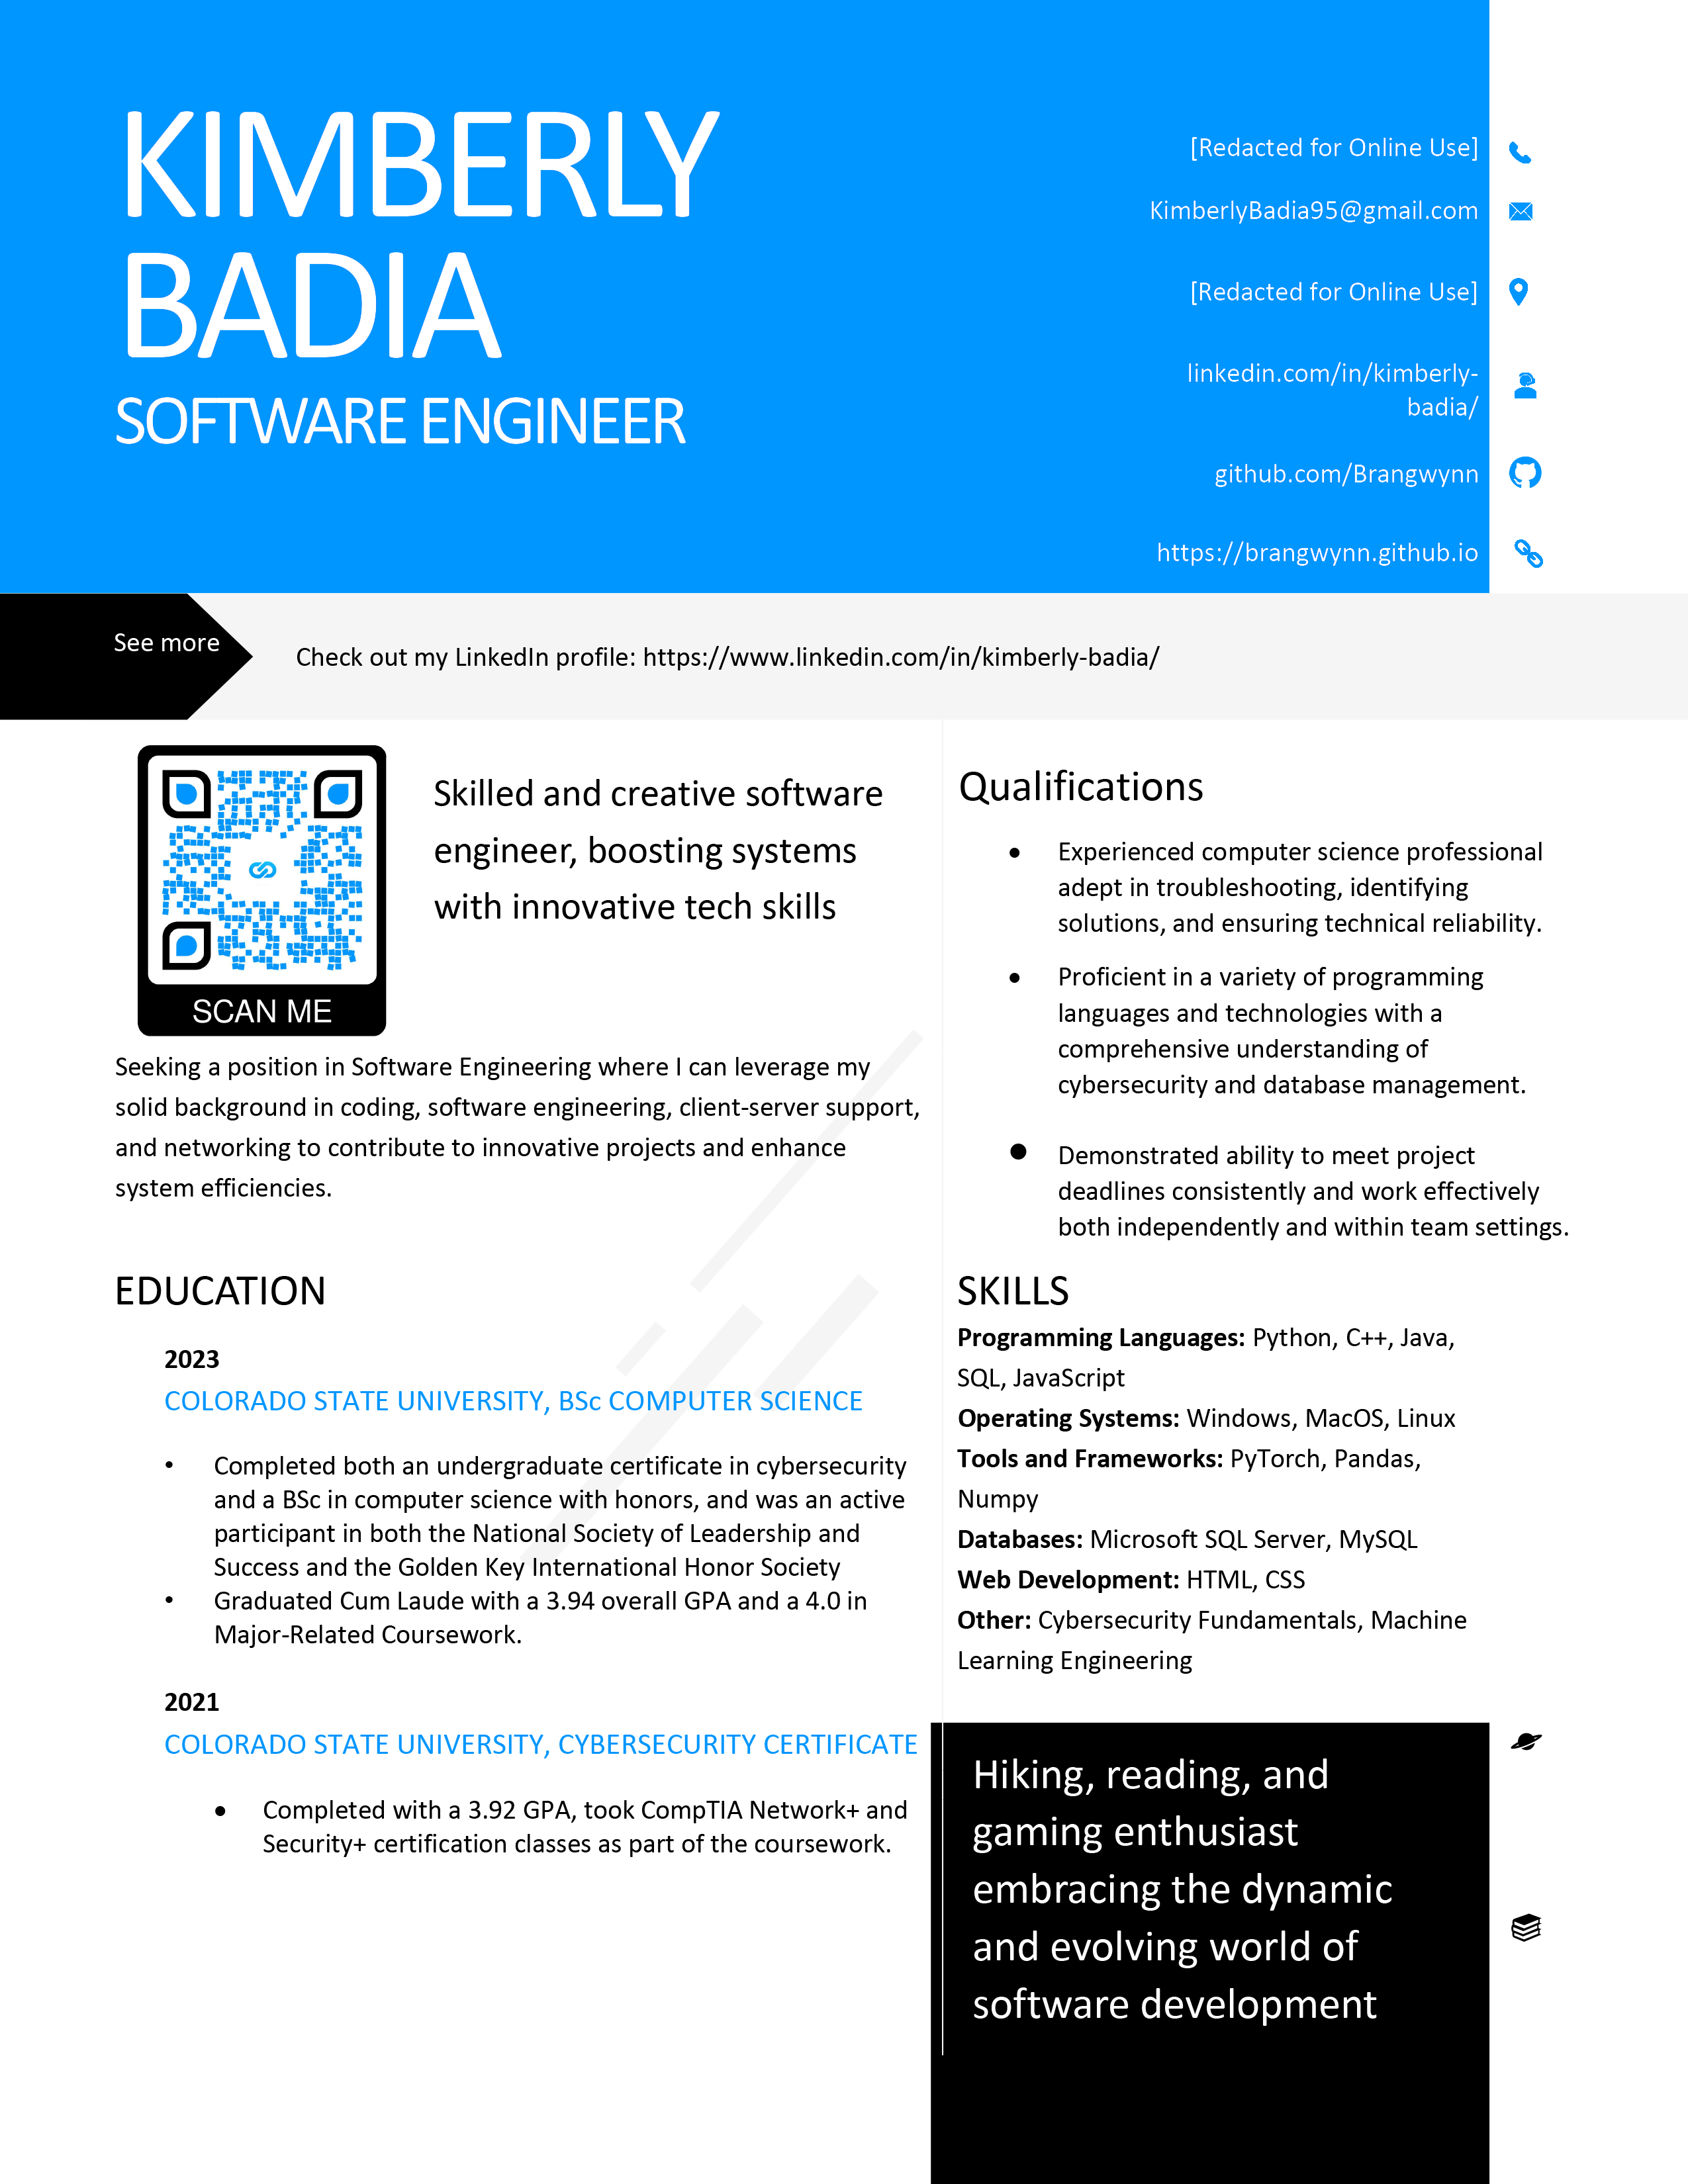 KIMBERLY
BADIA
SOFTWARE ENGINEER
[Redacted for Online Use]
KimberlyBadia95@gmail.com
[Redacted for Online Use]
linkedin.com/in/kimberly-
badia/
github.com/Brangwynn
https://brangwynn.github.io
See more
Check out my LinkedIn profile: https://www.linkedin.com/in/kimberly-badia/
SCAN ME
Skilled and creative software
engineer, boosting systems
with innovative tech skills
Seeking a position in Software Engineering where I can leverage my
solid background in coding, software engineering, client-server support,
and networking to contribute to innovative projects and enhance
system efficiencies.
EDUCATION
2023
COLORADO STATE UNIVERSITY, BSc COMPUTER SCIENCE
• Completed both an undergraduate certificate in cybersecurity
and a BSc in computer science with honors, and was an active
participant in both the National Society of Leadership and
Success and the Golden Key International Honor Society
• Graduated Cum Laude with a 3.94 overall GPA and a 4.0 in
Major-Related Coursework.
2021
COLORADO STATE UNIVERSITY, CYBERSECURITY CERTIFICATE
• Completed with a 3.92 GPA, took CompTIA Network+ and
Security+ certification classes as part of the coursework.
Qualifications
• Experienced computer science professional
adept in troubleshooting, identifying
solutions, and ensuring technical reliability.
• Proficient in a variety of programming
languages and technologies with a
comprehensive understanding of
cybersecurity and database management.
• Demonstrated ability to meet project
deadlines consistently and work effectively
both independently and within team settings.
SKILLS
Programming Languages: Python, C++, Java,
SQL, JavaScript
Operating Systems: Windows, MacOS, Linux
Tools and Frameworks: PyTorch, Pandas,
Numpy
Databases: Microsoft SQL Server, MySQL
Web Development: HTML, CSS
Other: Cybersecurity Fundamentals, Machine
Learning Engineering
Hiking, reading, and
gaming enthusiast
embracing the dynamic
and evolving world of
software development